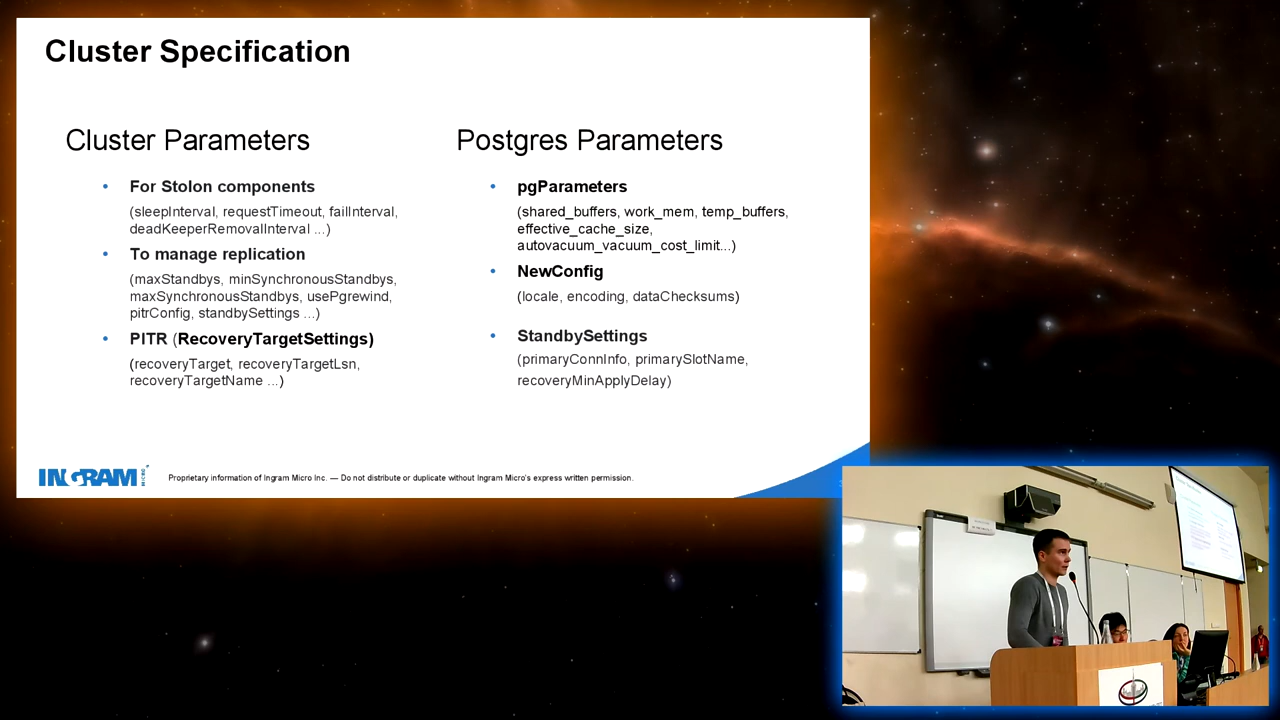 Cluster Specification
Cluster Parameters
• For Stolon components
(sleepInterval, requestTimeout, failInterval,
deadKeeperRemovalInterval ...)
• To manage replication
(maxStandbys, minSynchronousStandbys,
maxSynchronousStandbys, usePgrewind,
pitrConfig, standbySettings ...)
• PITR (RecoveryTargetSettings)
(recoveryTarget, recoveryTargetLsn,
recoveryTargetName ...)
Postgres Parameters
• pgParameters
(shared_buffers, work_mem, temp_buffers,
effective_cache_size,
autovacuum_vacuum_cost_limit...)
• NewConfig
(locale, encoding, dataChecksums)
• StandbySettings
(primaryConnInfo, primarySlotName,
recoveryMinApplyDelay)
INGRAM MICRO
Proprietary information of Ingram Micro Inc. — Do not distribute or duplicate without Ingram Micro's express written permission.